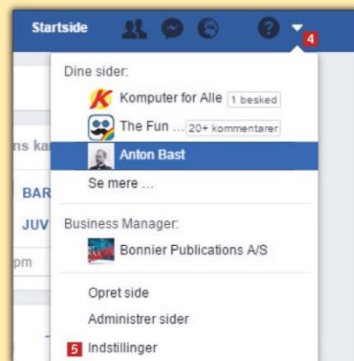 Startside
4
Dine sider:
Komputer for Alle 1 besked
The Fun ... 20+ kommentarer
Anton Bast
Se mere ...
Business Manager:
Bonnier Publications A/S
Opret side
Administrer sider
5 Indstillinger
ns ka
BAR
JUV
pm